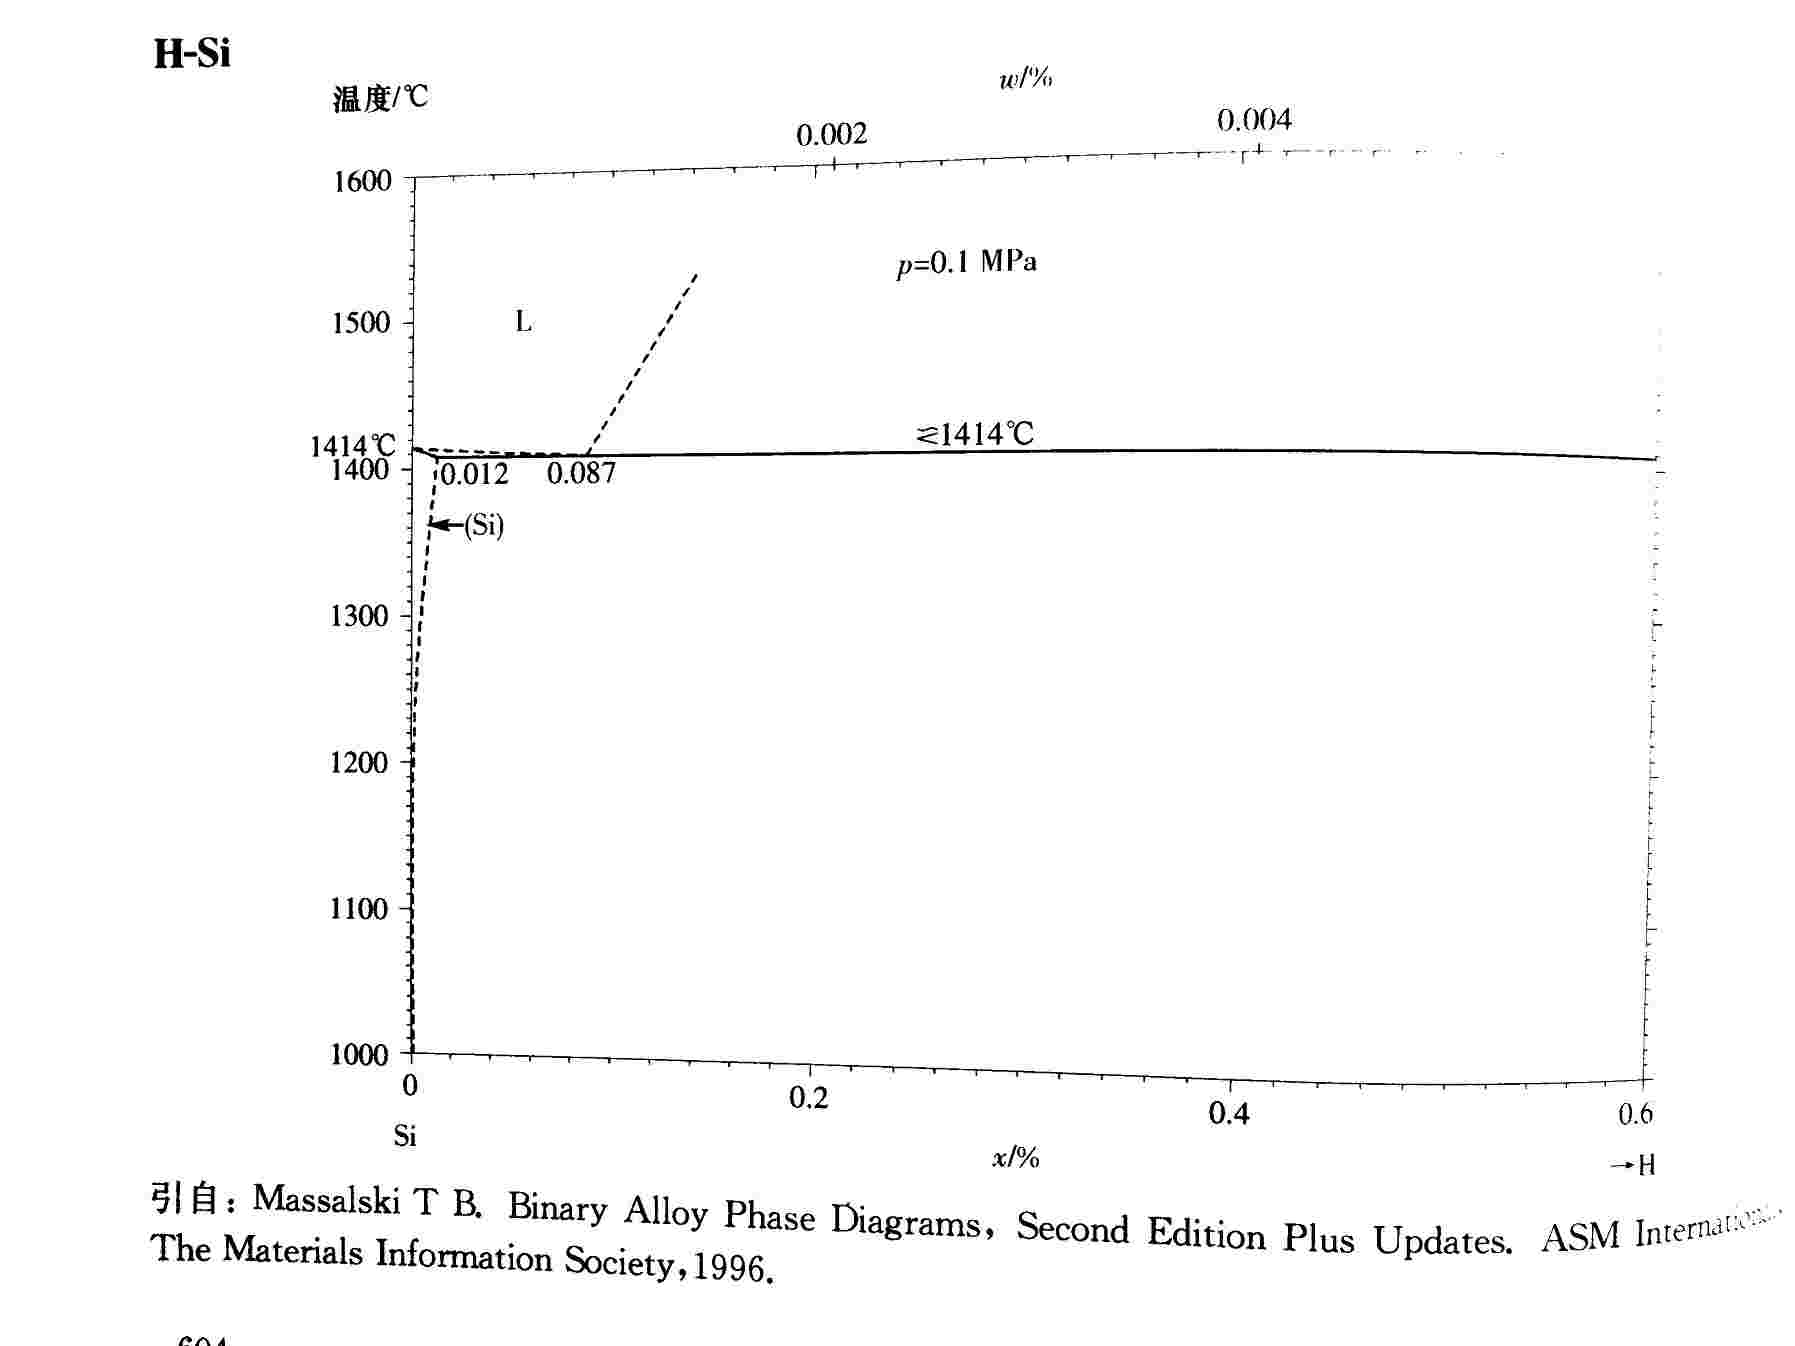 H-Si
温度/℃
w/%
0.002
0.004
1600
p=0.1 MPa
1500
L
1414℃
≶1414℃
1400
0.012
0.087
(Si)
1300
1200
1100
1000
0
0.2
0.4
0.6
Si
x/%
→H
引自: Massalski T B. Binary Alloy Phase Diagrams, Second Edition Plus Updates. ASM International.
The Materials Information Society,1996.